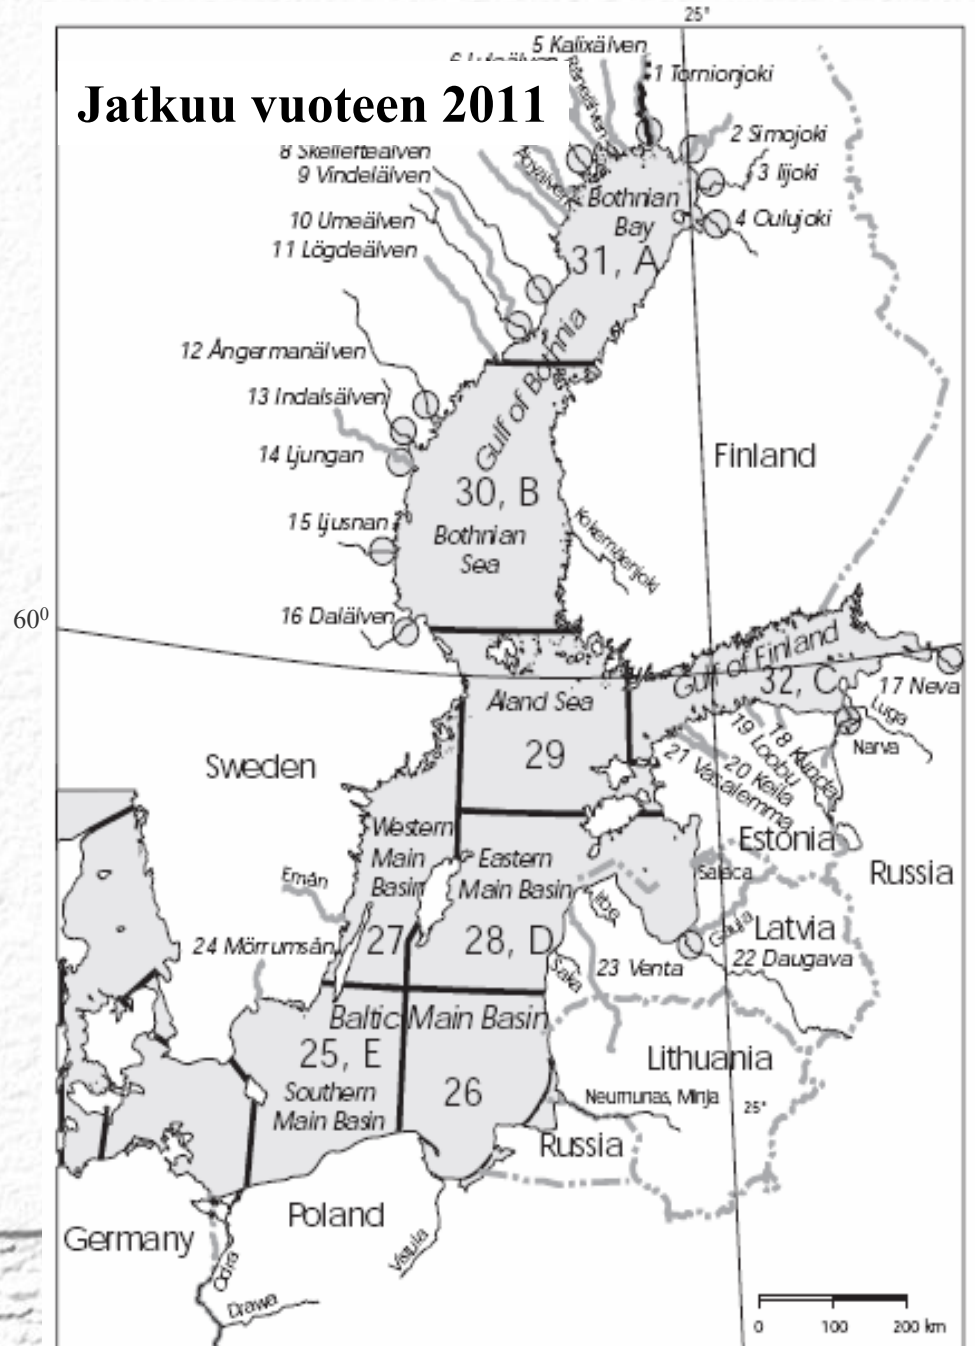 25°
5 Kalixälven
1 Tornionjoki
Jatkuu vuoteen 2011
2 Simojoki
8 Skellefteälven
3 Iijoki
9 Vindelälven
Bothnian
Bay
4 Oulujoki
10 Umeälven
11 Lögdeälven
31, A
Gulf of Bothnia
12 Ångermanälven
13 Indalsälven
14 Ljungan
Finland
30, B
15 Ljusnan
Bothnian
Sea
Kokemäenjoki
60⁰
16 Dalälven
Gulf of Finland
32, C
17 Neva
Luga
Narva
Åland Sea
29
Sweden
18 Kunda
19 Loobu
20 Keila
21 Vasalemma
Western
Main
Basin
Eastern
Main Basin
Estonia
Russia
Salaca
Emån
Irbe
Gauja
Latvia
24 Mörrumsån
27
28, D
Saka
23 Venta
22 Daugava
Baltic Main Basin
25, E
Southern
Main Basin
26
Lithuania
Neumunas, Minja
25°
Russia
Poland
Germany
Odra
Drawa
Vistula
0 100 200 km